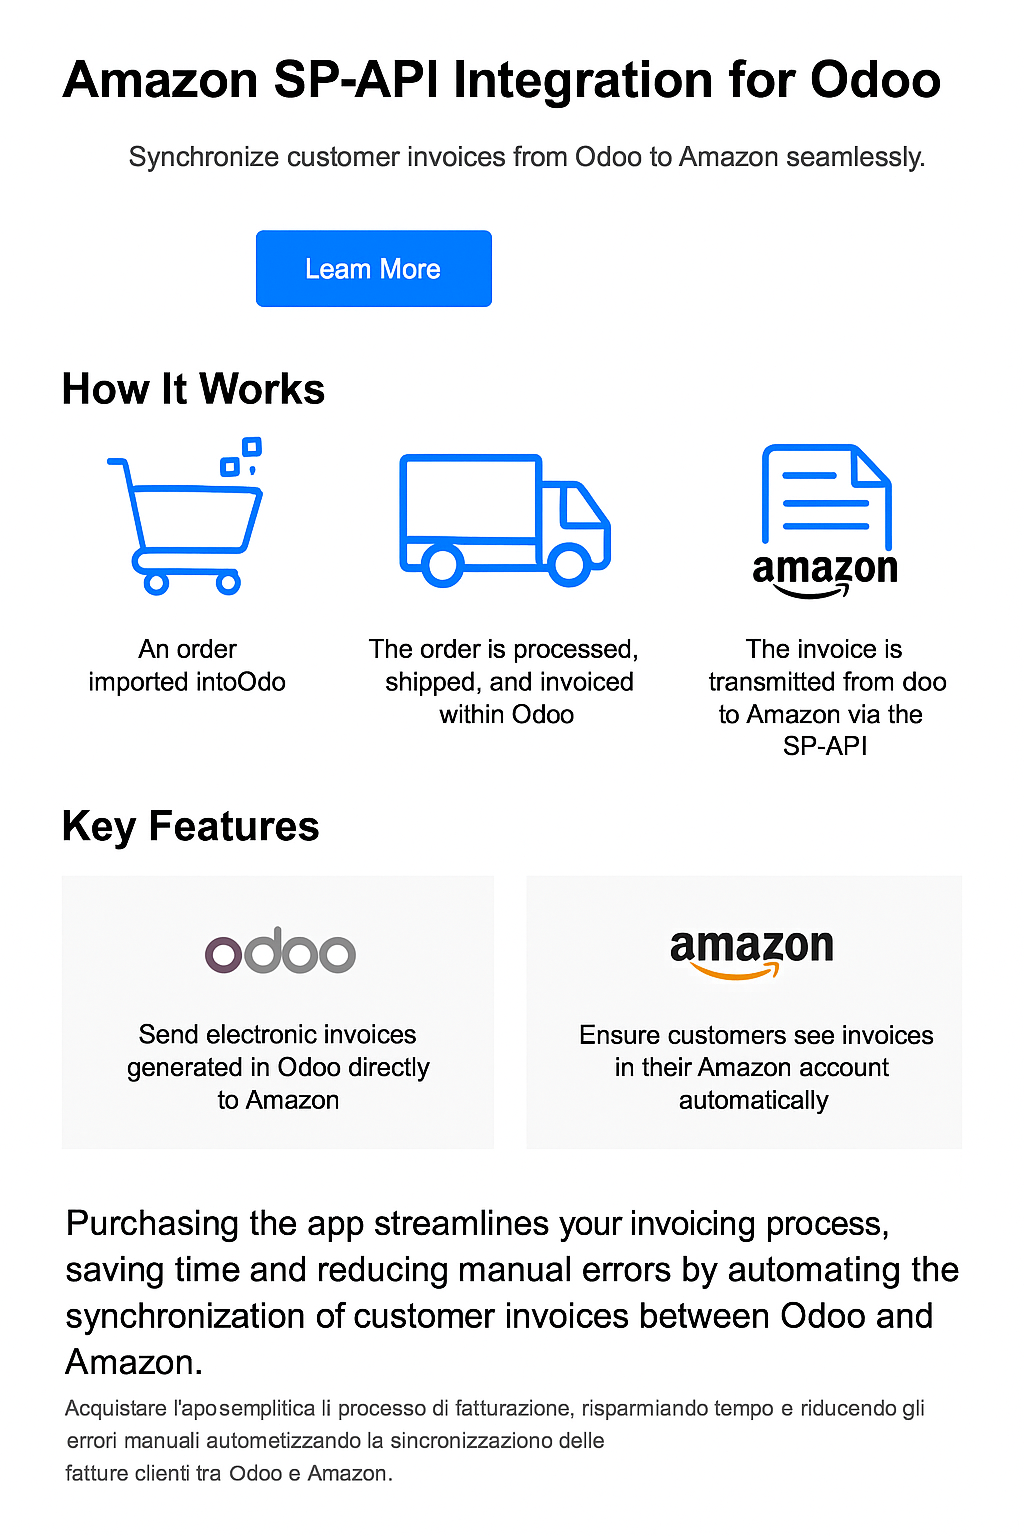 Amazon SP-API Integration for Odoo
Synchronize customer invoices from Odoo to Amazon seamlessly.
Leam More
How It Works
amazon
An order
imported intoOdo
The order is processed,
shipped, and invoiced
within Odoo
The invoice is
transmitted from doo
to Amazon via the
SP-API
Key Features
odoo
Send electronic invoices
generated in Odoo directly
to Amazon
amazon
Ensure customers see invoices
in their Amazon account
automatically
Purchasing the app streamlines your invoicing process,
saving time and reducing manual errors by automating the
synchronization of customer invoices between Odoo and
Amazon.
Acquistare l'aposemplitica li processo di fatturazione, risparmiando tempo e riducendo gli
errori manuali autometizzando la sincronizzaziono delle
fatture clienti tra Odoo e Amazon.